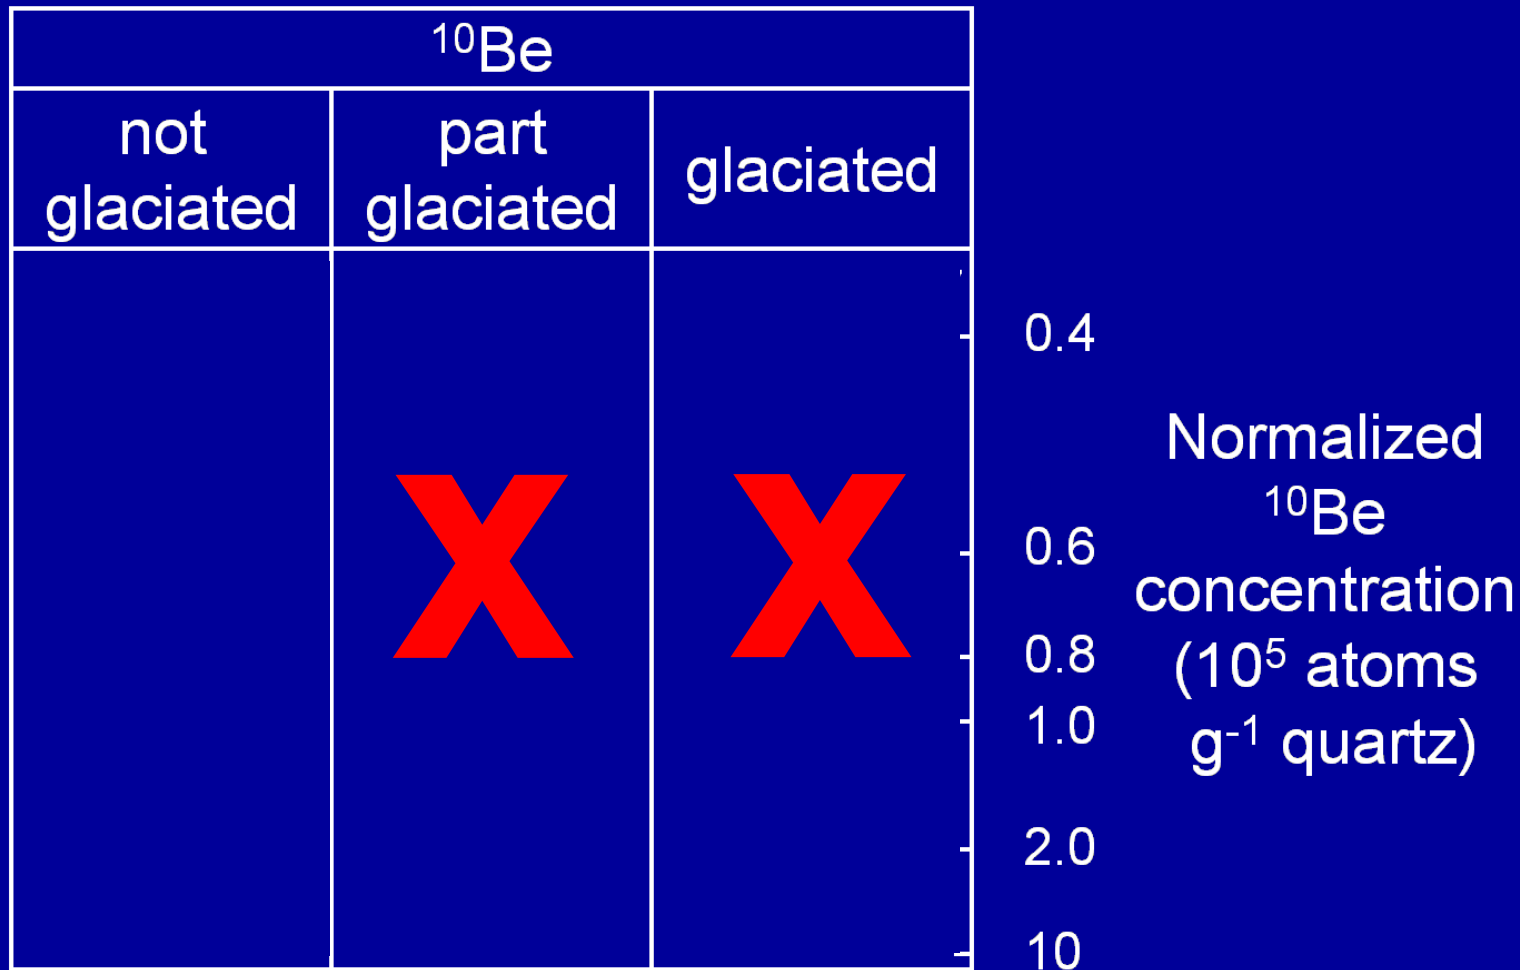 ¹⁰Be
not
glaciated
part
glaciated
glaciated
0.4
0.6
0.8
1.0
2.0
10
Normalized
¹⁰Be
concentration
(10⁵ atoms
g⁻¹ quartz)
X
X